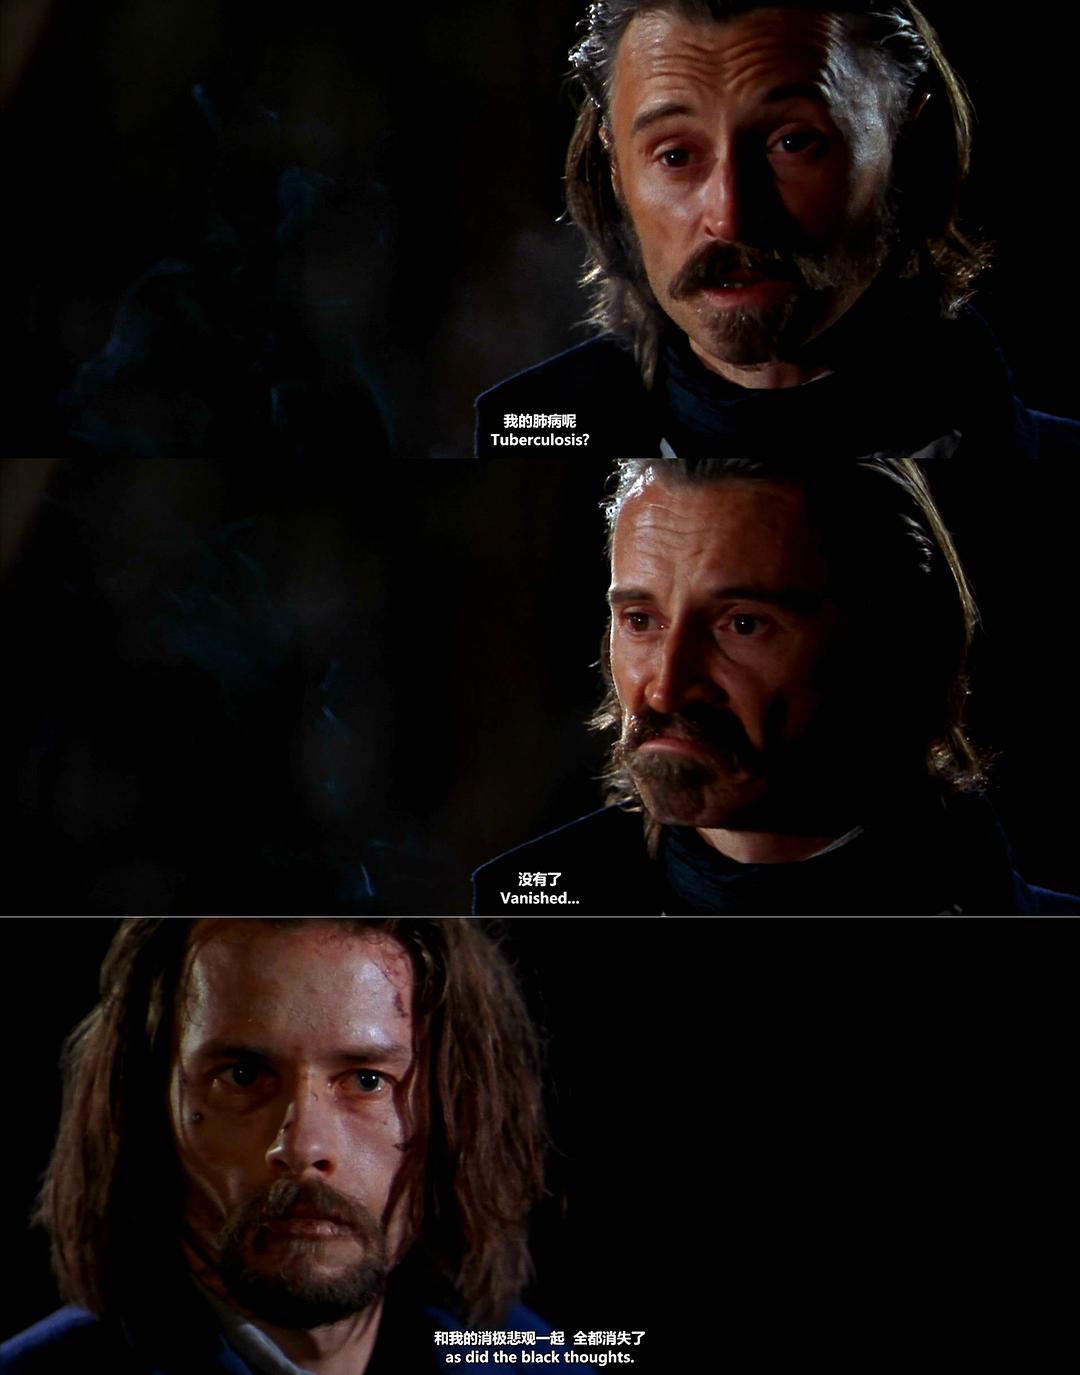 我的肺病呢
Tuberculosis?
没有了
Vanished...
和我的消极悲观一起 全都消失了
as did the black thoughts.